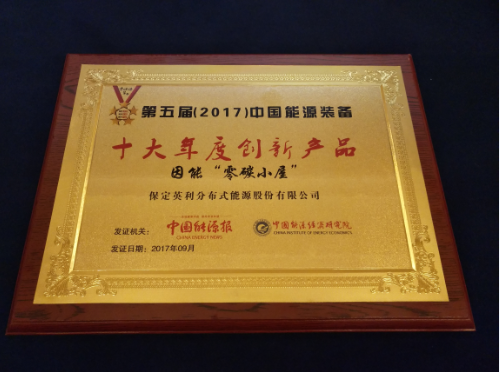 第五届(2017)中国能源装备
十大年度创新产品
因能“零碳小屋”
保定英利分布式能源股份有限公司
发证机关: 中国能源报 中国能源经济研究院
CHINA ENERGY NEWS CHINA INSTITUTE OF ENERGY ECONOMICS
发证日期: 2017年09月